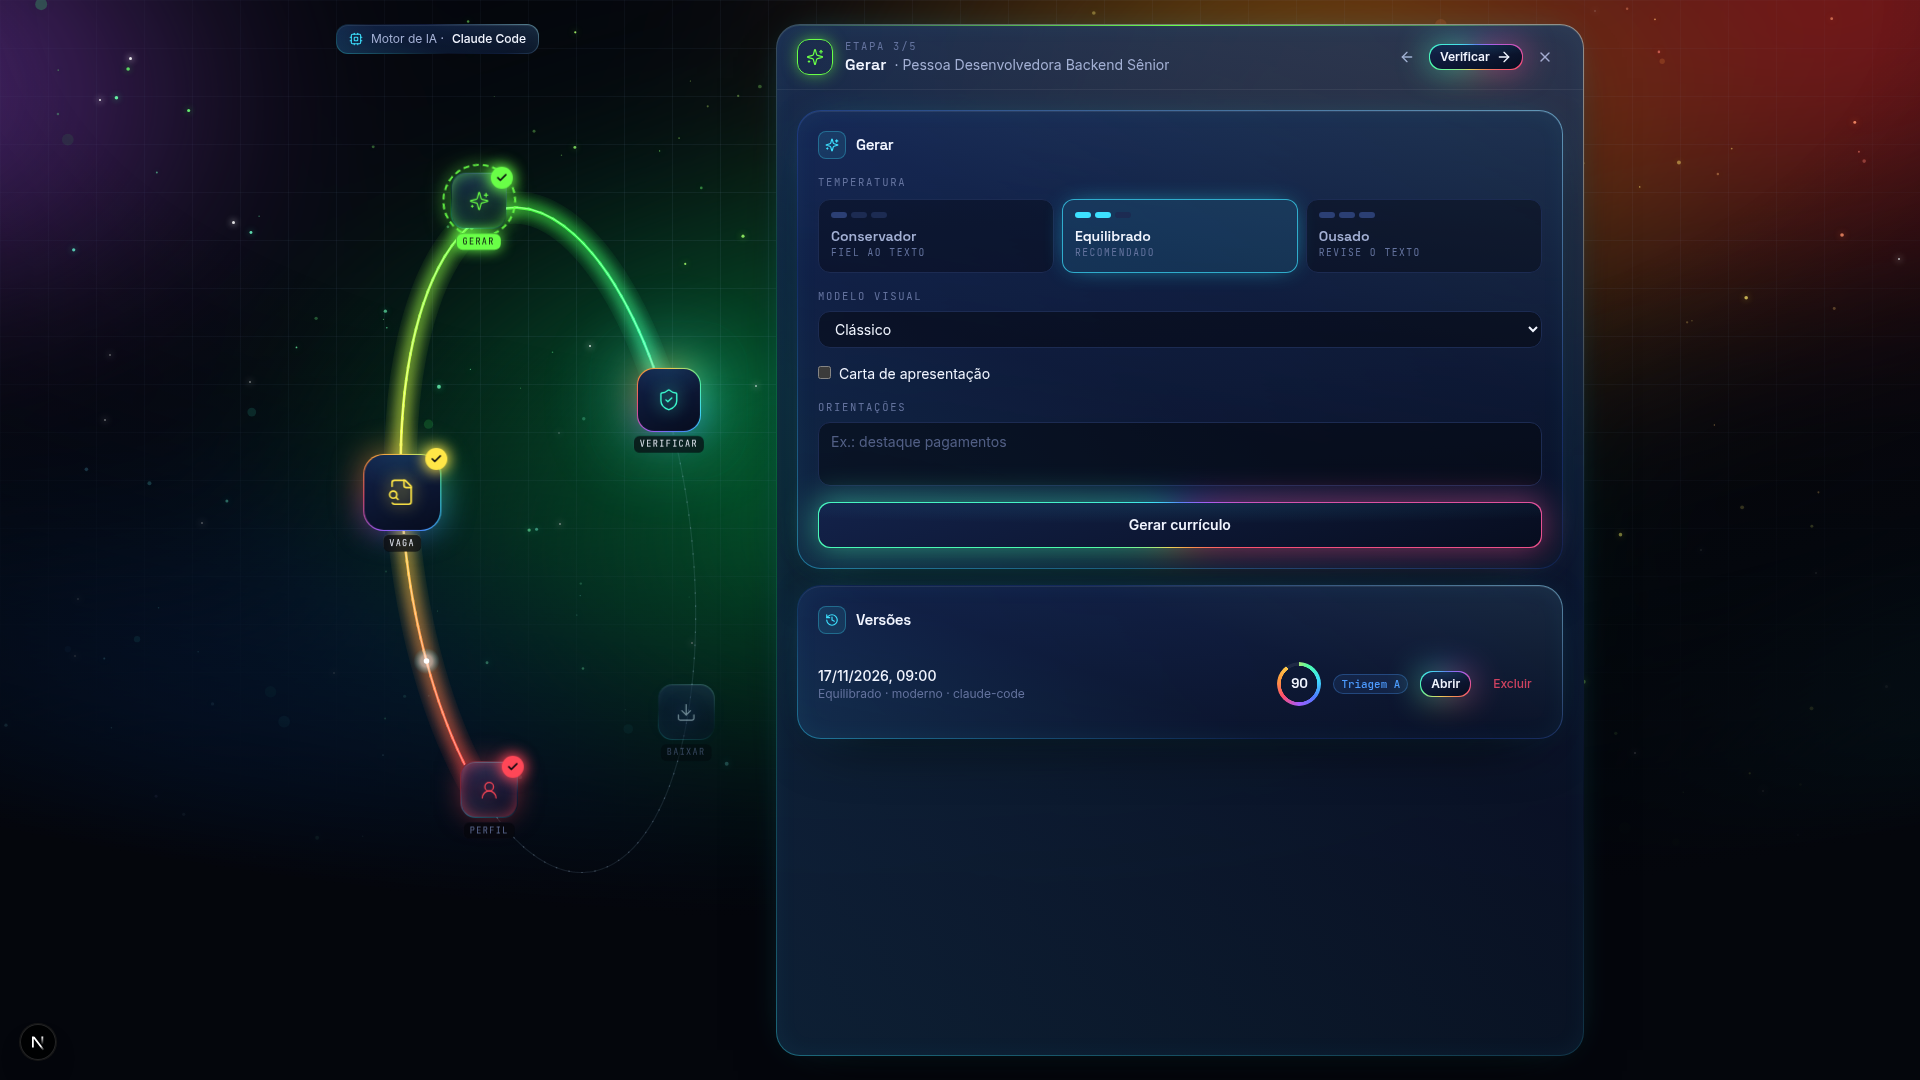 Motor de IA · Claude Code
GERAR
VERIFICAR
VAGA
BAIXAR
PERFIL
N
ETAPA 3/5
Gerar · Pessoa Desenvolvedora Backend Sênior
Verificar
Gerar
TEMPERATURA
Conservador
FIEL AO TEXTO
Equilibrado
RECOMENDADO
Ousado
REVISE O TEXTO
MODELO VISUAL
Clássico
Carta de apresentação
ORIENTAÇÕES
Ex.: destaque pagamentos
Gerar currículo
Versões
17/11/2026, 09:00
Equilibrado · moderno · claude-code
90
Triagem A
Abrir
Excluir